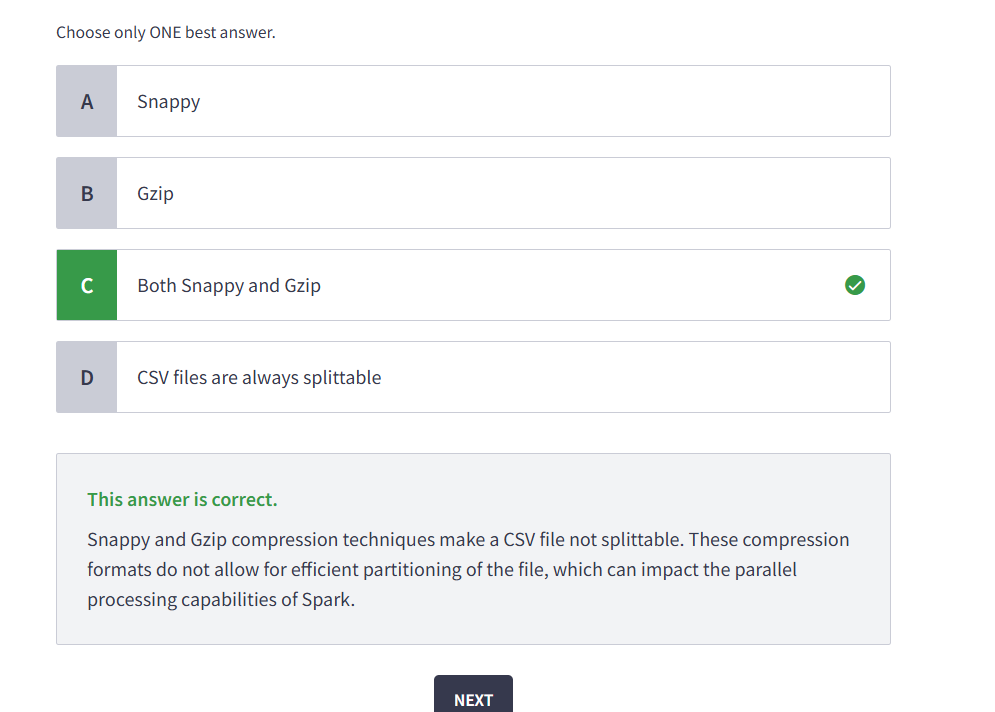 Choose only ONE best answer.
A Snappy
B Gzip
C Both Snappy and Gzip
D CSV files are always splittable
This answer is correct.
Snappy and Gzip compression techniques make a CSV file not splittable. These compression
formats do not allow for efficient partitioning of the file, which can impact the parallel
processing capabilities of Spark.
NEXT